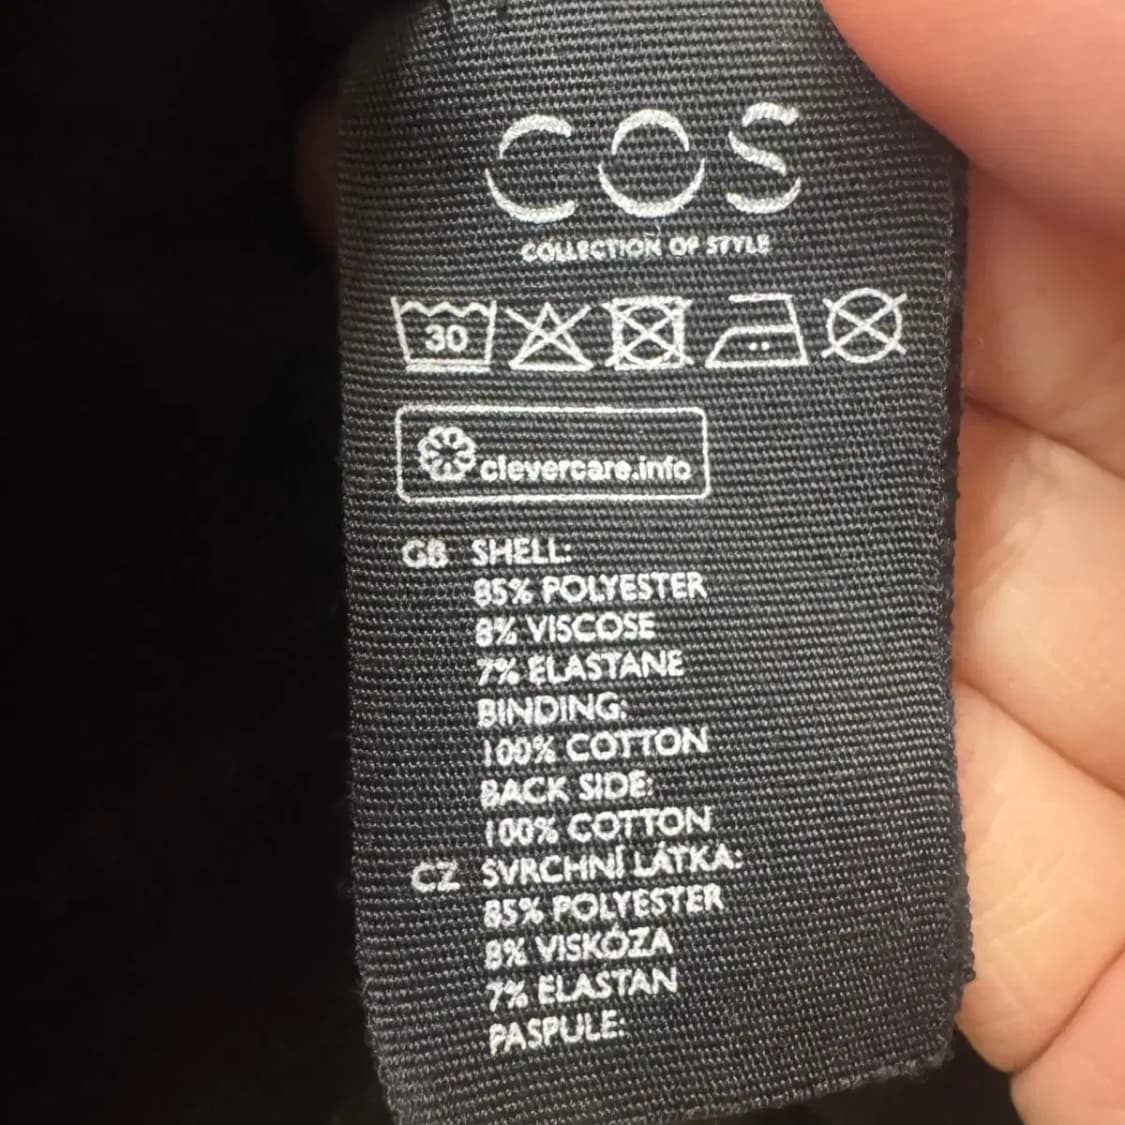 COS
COLLECTION OF STYLE
30
clevercare.info
GB SHELL:
85% POLYESTER
8% VISCOSE
7% ELASTANE
BINDING:
100% COTTON
BACK SIDE:
100% COTTON
CZ SVRCHNÍ LÁTKA:
85% POLYESTER
8% VISKÓZA
7% ELASTAN
PASPULE: